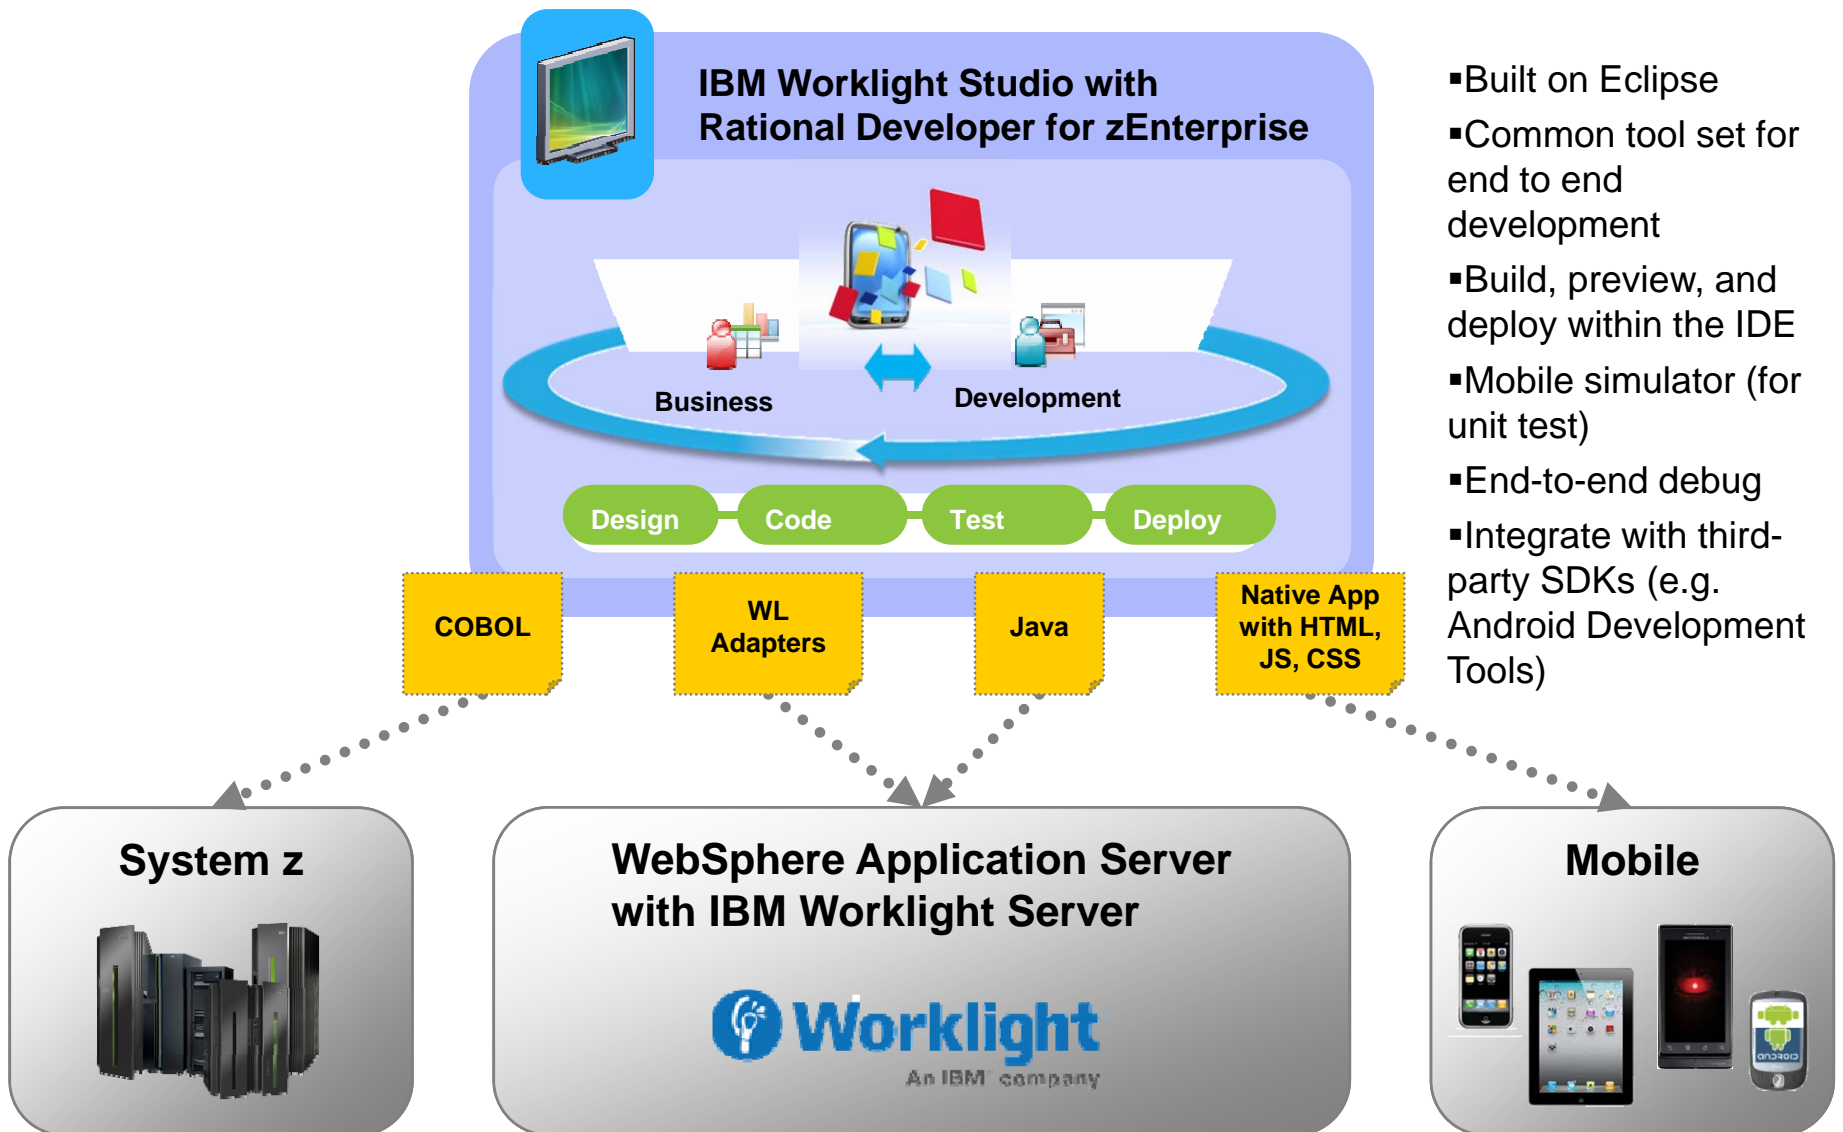 IBM Worklight Studio with
Rational Developer for zEnterprise
Business
Development
Design
Code
Test
Deploy
▪Built on Eclipse
▪Common tool set for
end to end
development
▪Build, preview, and
deploy within the IDE
▪Mobile simulator (for
unit test)
▪End-to-end debug
▪Integrate with third-
party SDKs (e.g.
Android Development
Tools)
COBOL
WL
Adapters
Java
Native App
with HTML,
JS, CSS
System z
WebSphere Application Server
with IBM Worklight Server
Worklight
An IBM company
Mobile
MOTOROLA
ANDROID